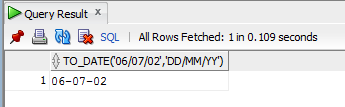 Query Result
SQL | All Rows Fetched: 1 in 0.109 seconds
TO_DATE('06/07/02','DD/MM/YY')
1 06-07-02